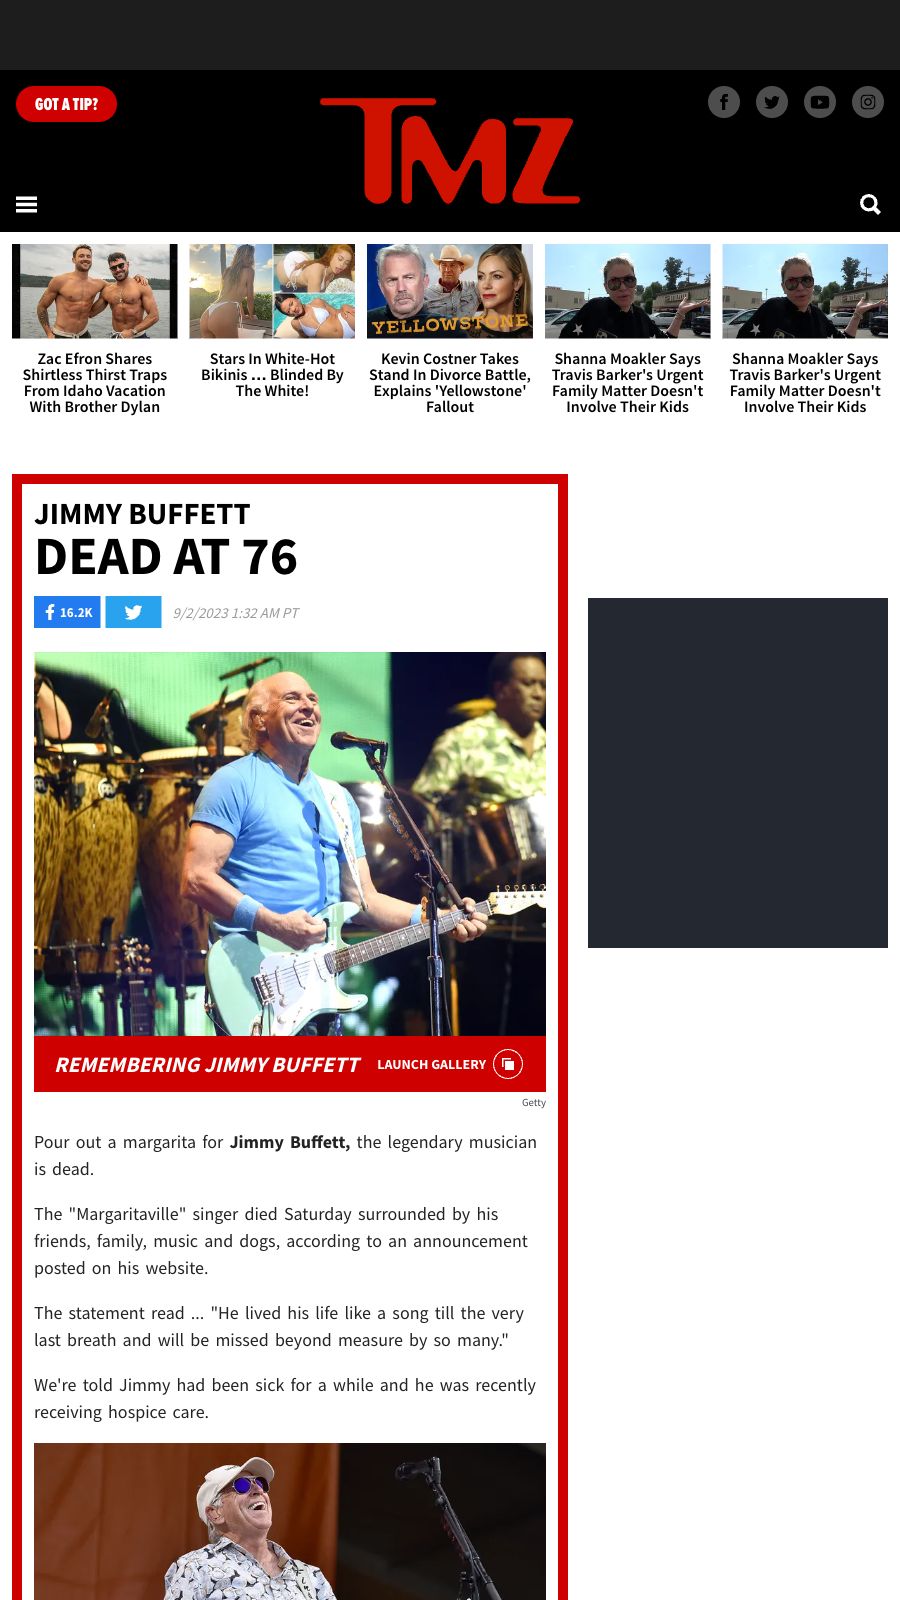 GOT A TIP?
TMZ
YELLOWSTONE
Zac Efron Shares
Shirtless Thirst Traps
From Idaho Vacation
With Brother Dylan
Stars In White-Hot
Bikinis ... Blinded By
The White!
Kevin Costner Takes
Stand In Divorce Battle,
Explains 'Yellowstone'
Fallout
Shanna Moakler Says
Travis Barker's Urgent
Family Matter Doesn't
Involve Their Kids
Shanna Moakler Says
Travis Barker's Urgent
Family Matter Doesn't
Involve Their Kids
JIMMY BUFFETT
DEAD AT 76
16.2K
9/2/2023 1:32 AM PT
REMEMBERING JIMMY BUFFETT LAUNCH GALLERY
Getty
Pour out a margarita for Jimmy Buffett, the legendary musician
is dead.
The "Margaritaville" singer died Saturday surrounded by his
friends, family, music and dogs, according to an announcement
posted on his website.
The statement read ... "He lived his life like a song till the very
last breath and will be missed beyond measure by so many."
We're told Jimmy had been sick for a while and he was recently
receiving hospice care.